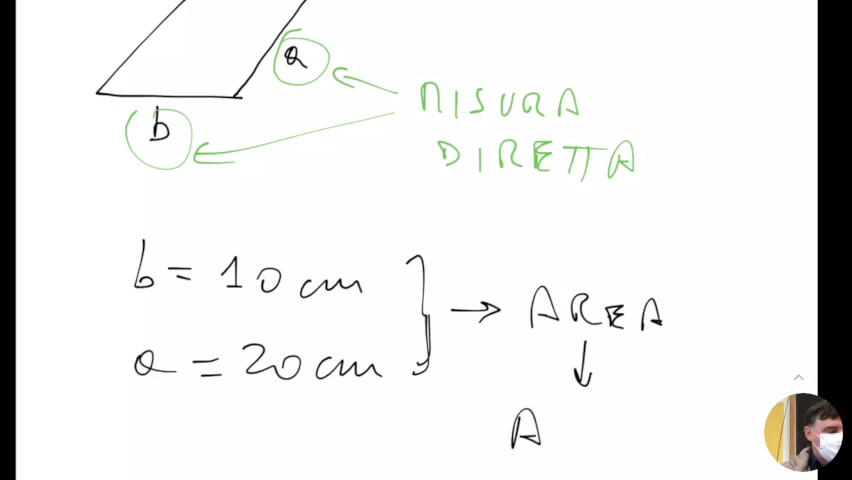 a
b
MISURA
DIRETTA
b = 10 cm
a = 20 cm
→ AREA
↓
A